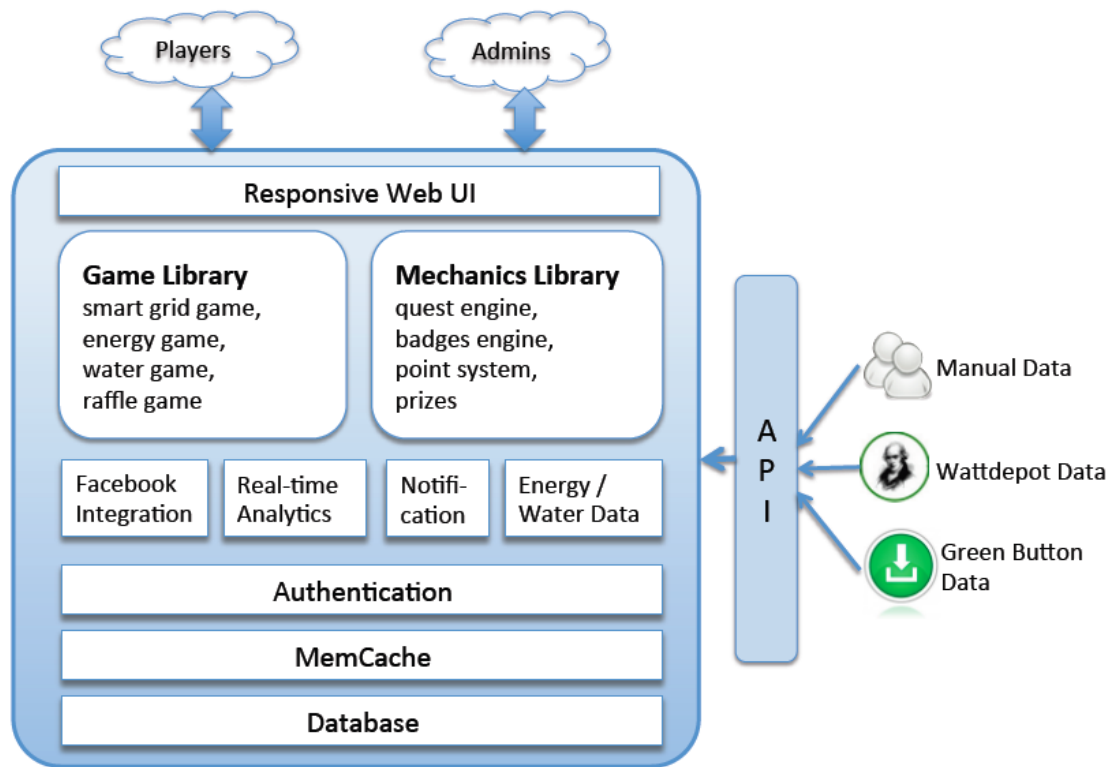 Players
Admins
Responsive Web UI
Game Library
smart grid game,
energy game,
water game,
raffle game
Mechanics Library
quest engine,
badges engine,
point system,
prizes
Facebook
Integration
Real-time
Analytics
Notifi-
cation
Energy /
Water Data
Authentication
MemCache
Database
A
P
I
Manual Data
Wattdepot Data
Green Button
Data